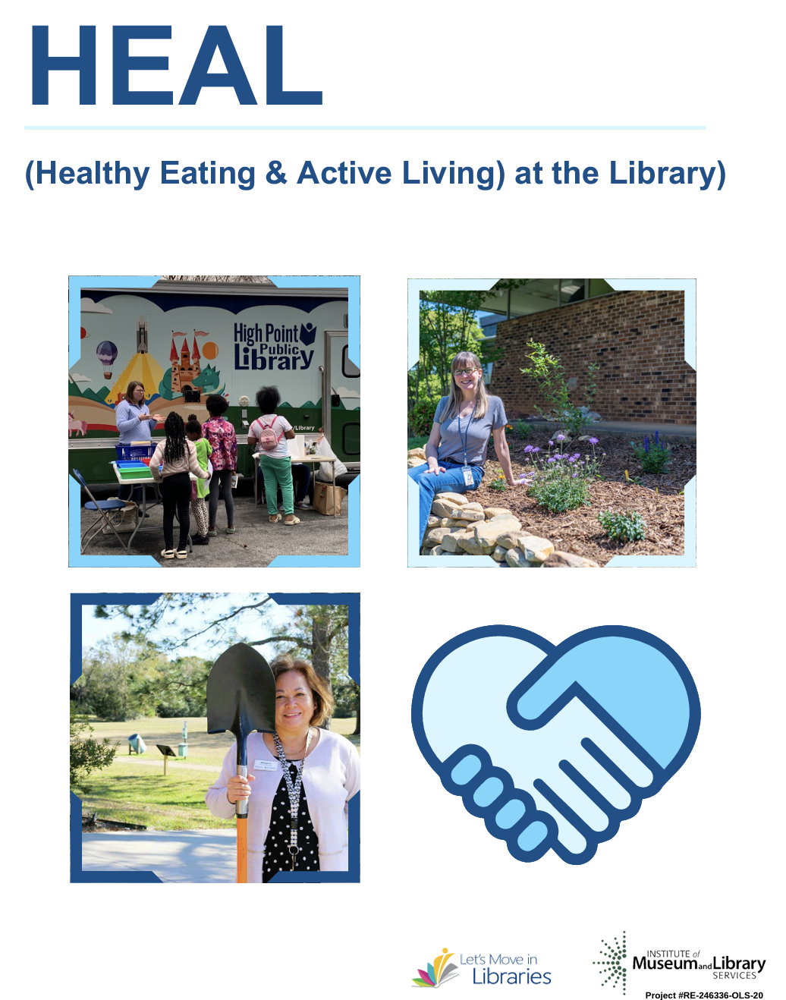 HEAL
(Healthy Eating & Active Living) at the Library)
High Point
Public
Library
/Library
Let's Move in
Libraries
INSTITUTE of
Museum and Library
SERVICES
Project #RE-246336-OLS-20